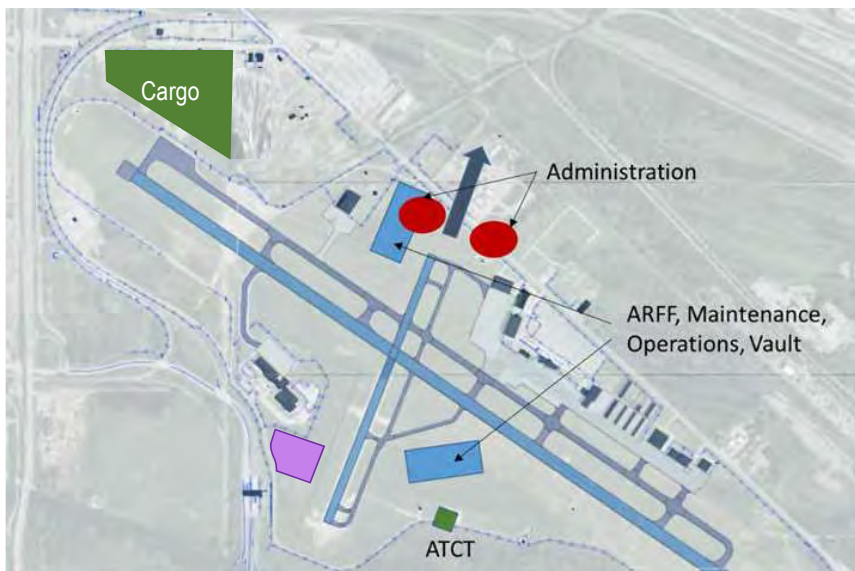 Cargo
Administration
ARFF, Maintenance,
Operations, Vault
ATCT